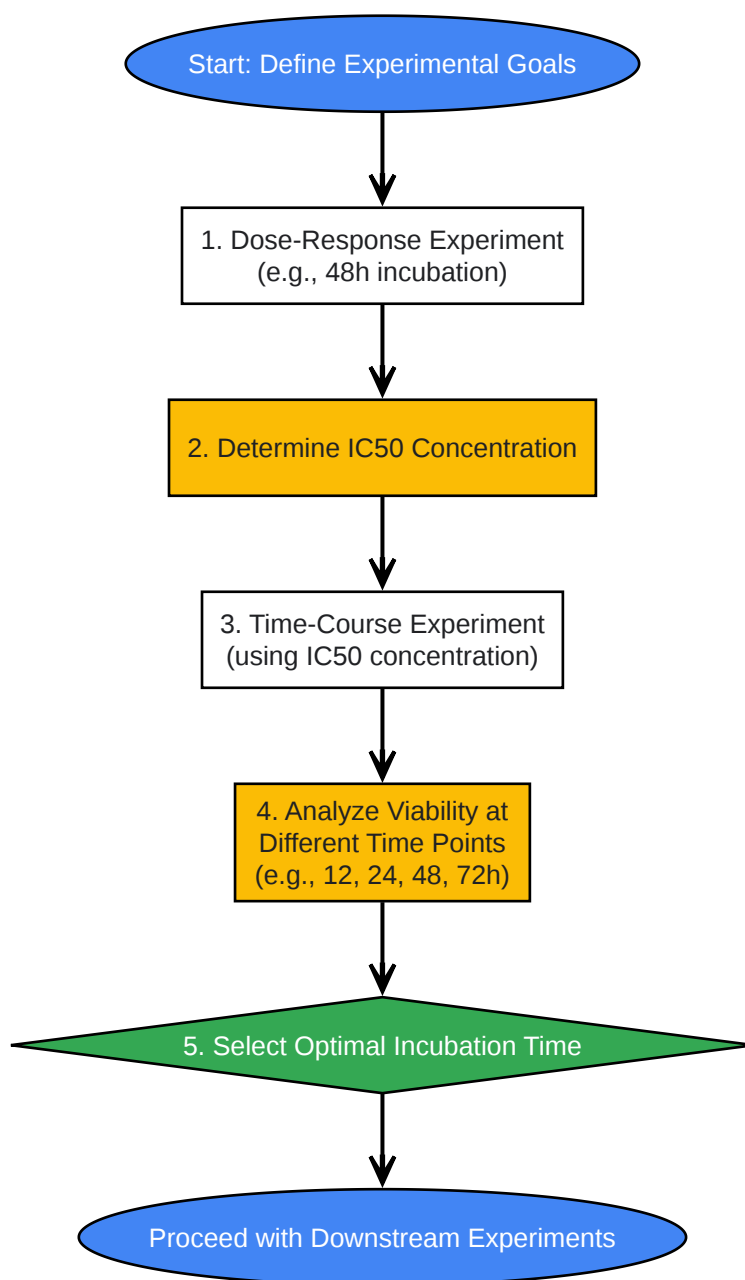 Start: Define Experimental Goals
1. Dose-Response Experiment
(e.g., 48h incubation)
2. Determine IC50 Concentration
3. Time-Course Experiment
(using IC50 concentration)
4. Analyze Viability at
Different Time Points
(e.g., 12, 24, 48, 72h)
5. Select Optimal Incubation Time
Proceed with Downstream Experiments